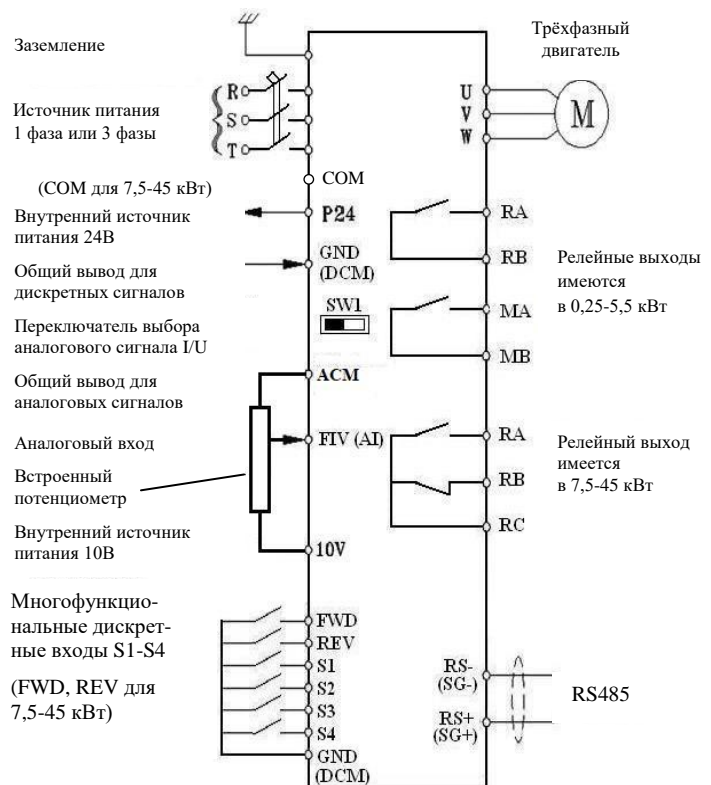 Заземление
Источник питания
1 фаза или 3 фазы
(COM для 7,5-45 кВт)
Внутренний источник
питания 24В
Общий вывод для
дискретных сигналов
Переключатель выбора
аналогового сигнала I/U
Общий вывод для
аналоговых сигналов
Аналоговый вход
Встроенный
потенциометр
Внутренний источник
питания 10В
Многофункцио-
нальные дискрет-
ные входы S1-S4
(FWD, REV для
7,5-45 кВт)
R
S
T
COM
P24
GND
(DCM)
SW1
ACM
FIV (AI)
10V
FWD
REV
S1
S2
S3
S4
GND
(DCM)
Трёхфазный
двигатель
U
V
W
M
RA
RB
MA
MB
Релейные выходы
имеются
в 0,25-5,5 кВт
RA
RB
RC
Релейный выход
имеется
в 7,5-45 кВт
RS-
(SG-)
RS+
(SG+)
RS485